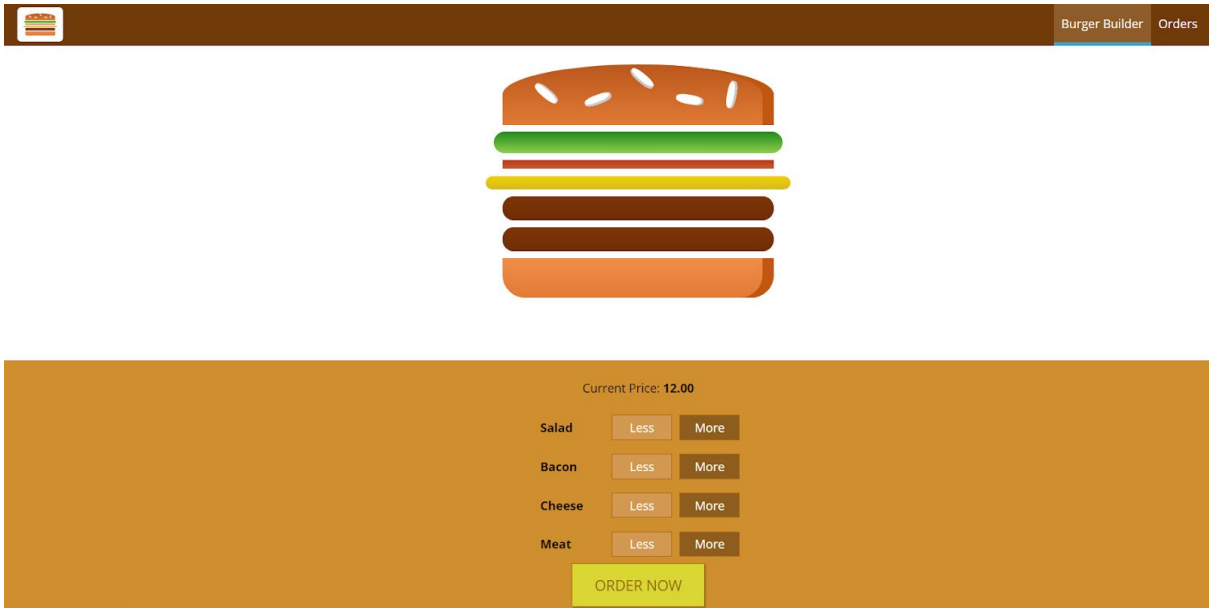 Burger Builder Orders
Current Price: 12.00
Salad Less More
Bacon Less More
Cheese Less More
Meat Less More
ORDER NOW